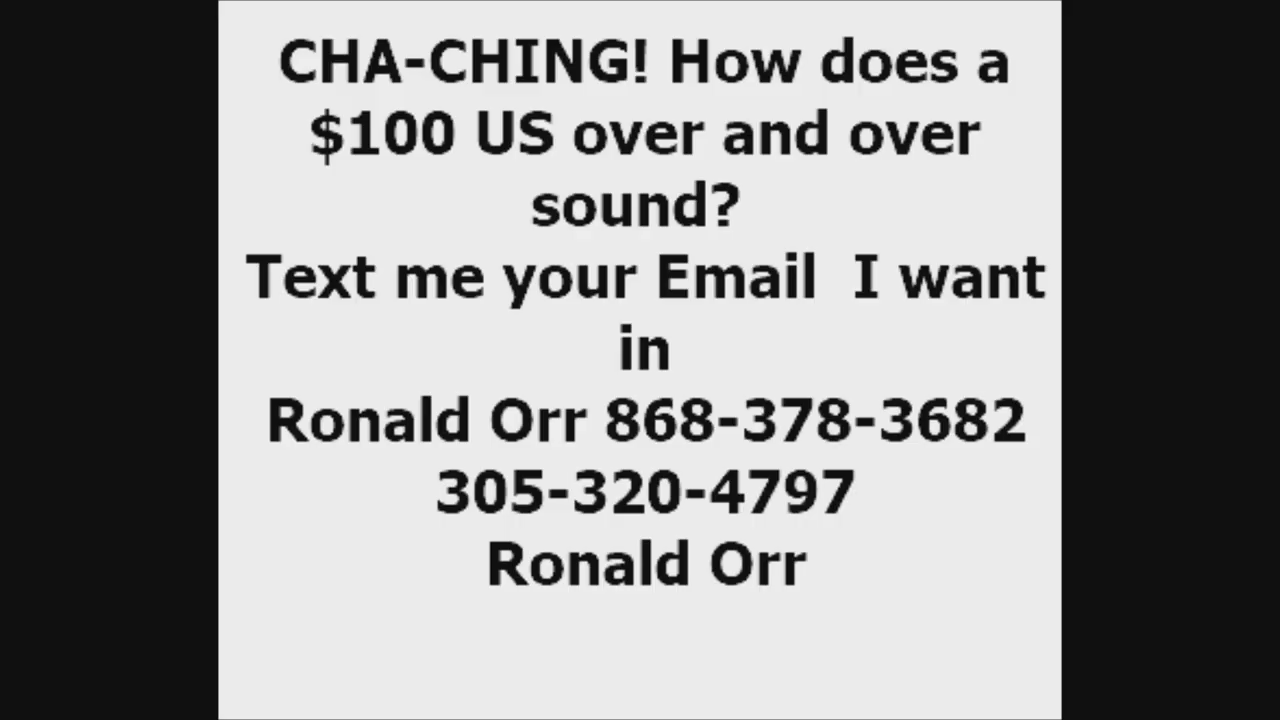 CHA-CHING! How does a
$100 US over and over
sound?
Text me your Email  I want
in
Ronald Orr 868-378-3682
305-320-4797
Ronald Orr